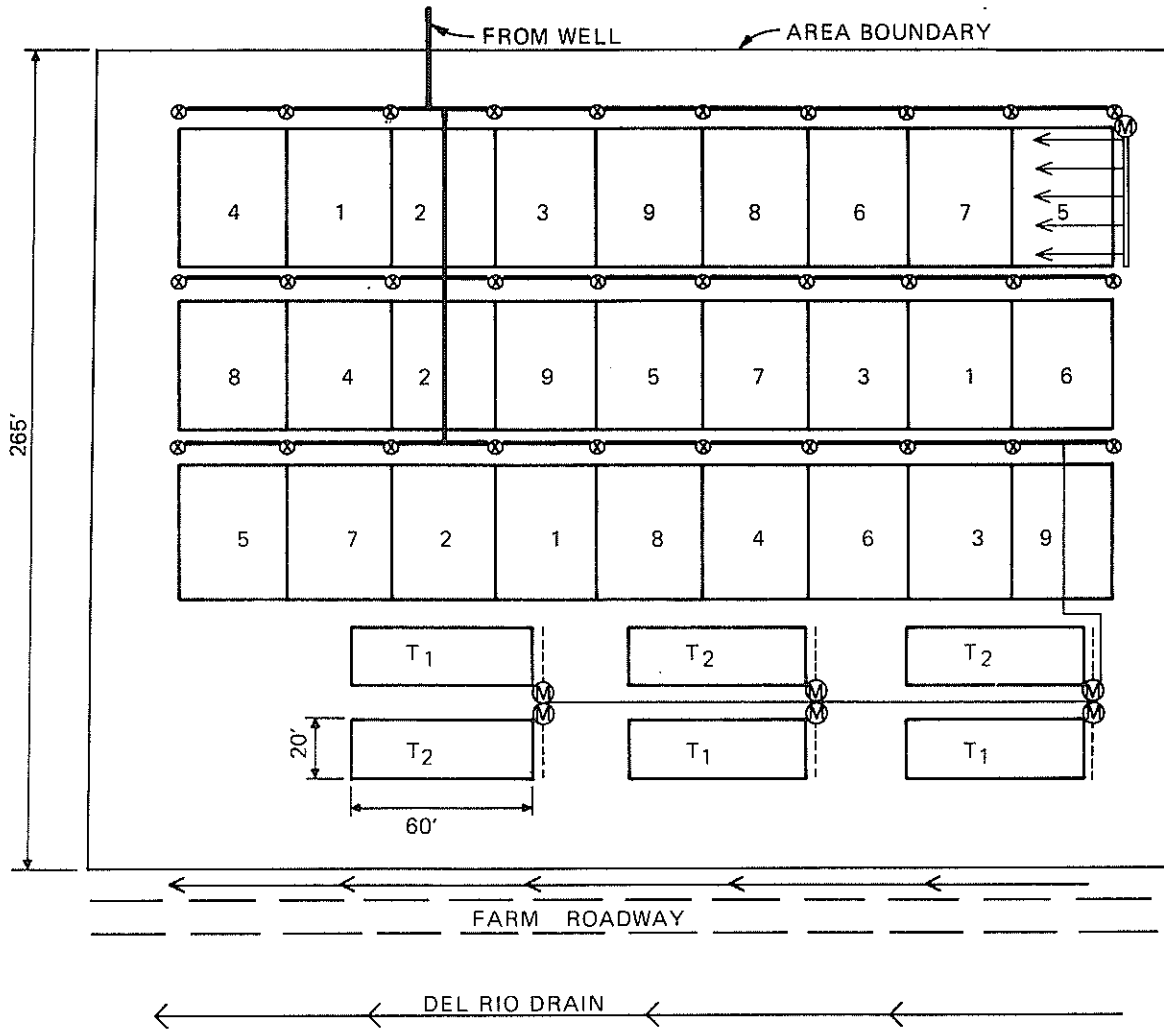 FROM WELL
AREA BOUNDARY
X X X X X X X X X X
M
4 1 2 3 9 8 6 7 5
X X X X X X X X X X
8 4 2 9 5 7 3 1 6
265'
X X X X X X X X X X
5 7 2 1 8 4 6 3 9
T1 T2 T2
M M M
M M M
20'
T2 T1 T1
60'
FARM ROADWAY
DEL RIO DRAIN